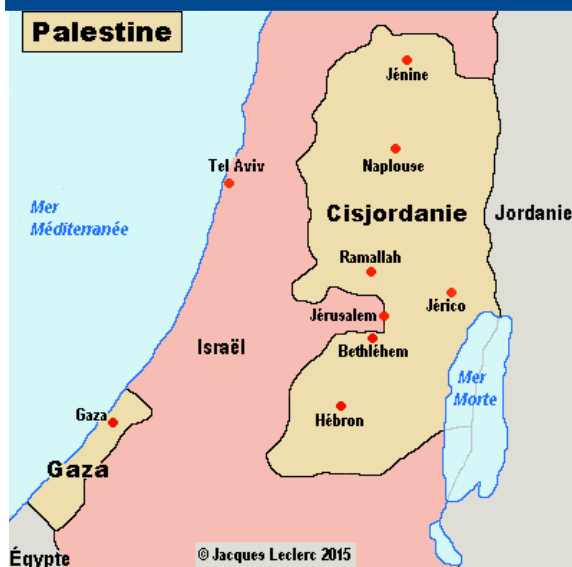 Palestine
Jénine
Naplouse
Tel Aviv
Cisjordanie
Jordanie
Mer
Méditerranée
Ramallah
Jérico
Jérusalem
Israël
Bethléhem
Mer
Morte
Gaza
Hébron
Gaza
Égypte
© Jacques Leclerc 2015